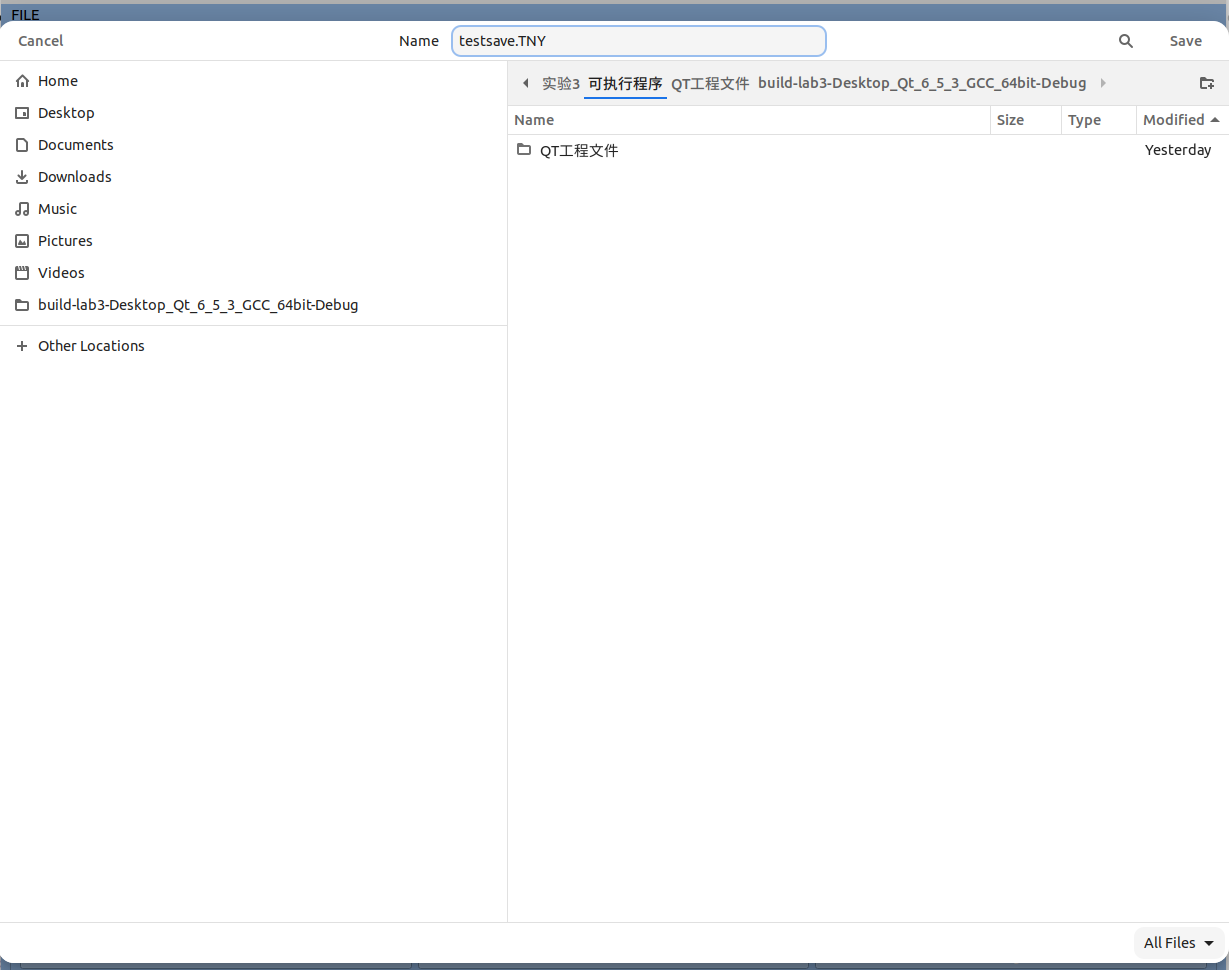 FILE
Cancel Name testsave.TNY Save
Home
Desktop
Documents
Downloads
Music
Pictures
Videos
build-lab3-Desktop_Qt_6_5_3_GCC_64bit-Debug
Other Locations
实验3 可执行程序 QT工程文件 build-lab3-Desktop_Qt_6_5_3_GCC_64bit-Debug
Name Size Type Modified
QT工程文件 Yesterday
All Files